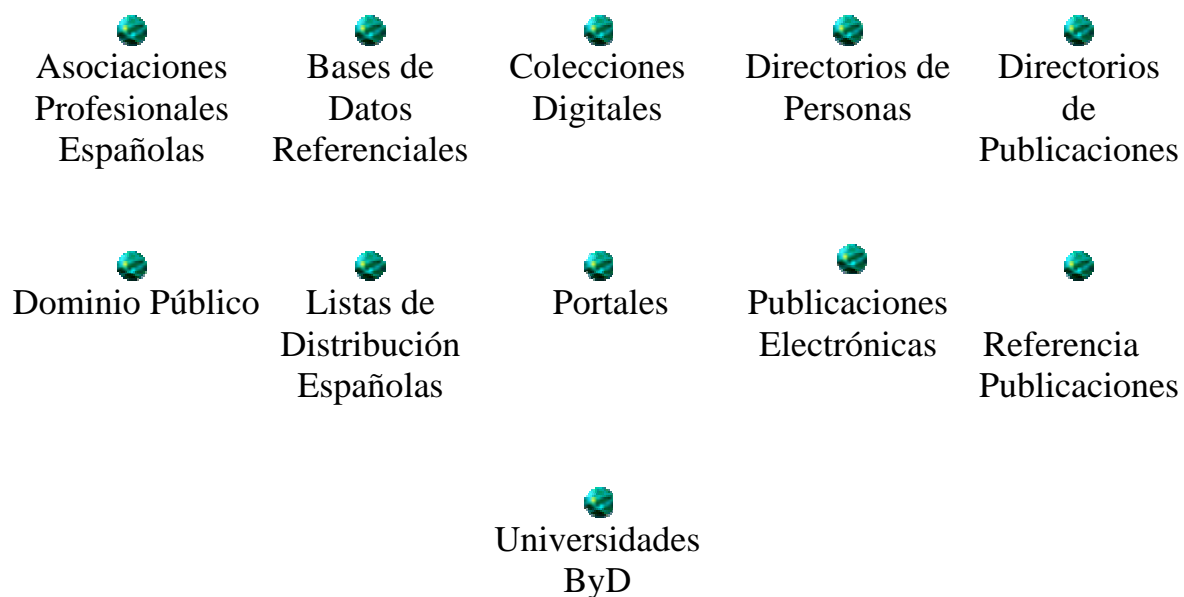 Asociaciones
Profesionales
Españolas
Bases de
Datos
Referenciales
Colecciones
Digitales
Directorios de
Personas
Directorios
de
Publicaciones
Dominio Público
Listas de
Distribución
Españolas
Portales
Publicaciones
Electrónicas
Referencia
Publicaciones
Universidades
ByD